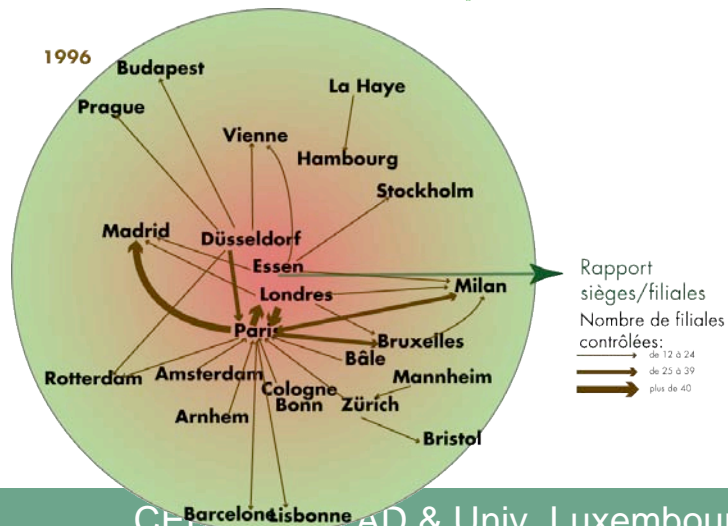 1996
Budapest
La Haye
Prague
Vienne
Hambourg
Stockholm
Madrid
Düsseldorf
Essen
Rapport
sièges/filiales
Milan
Londres
Nombre de filiales
contrôlées:
Paris
Bruxelles
de 12 à 24
Bâle
de 25 à 39
Rotterdam
Amsterdam
Mannheim
plus de 40
Cologne
Bonn
Zürich
Arnhem
Bristol
Barcelone
Lisbonne
AD & Univ. Luxembou